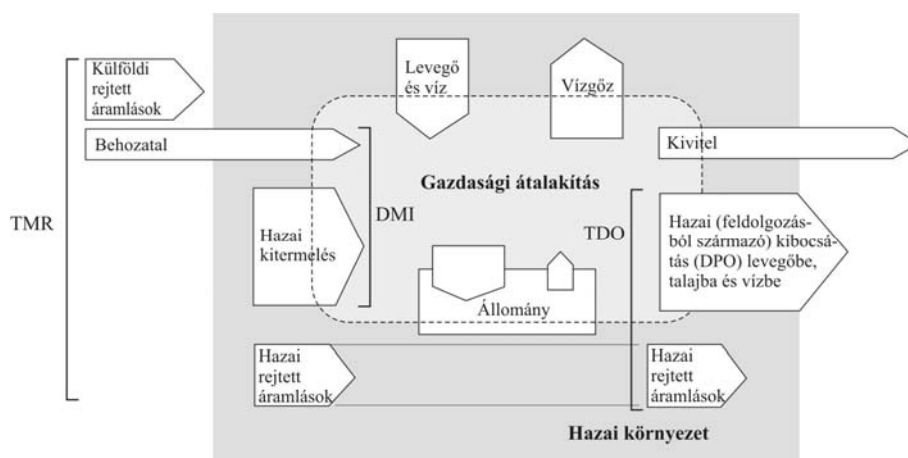 Külföldi
rejtett
áramlások
Levegő
és víz
Vízgőz
Behozatal
Kivitel
Gazdasági átalakítás
TMR
DMI
TDO
Hazai
kitermelés
Hazai (feldolgozás-
ból származó) kibocsá-
tás (DPO) levegőbe,
talajba és vízbe
Állomány
Hazai
rejtett
áramlások
Hazai
rejtett
áramlások
Hazai környezet